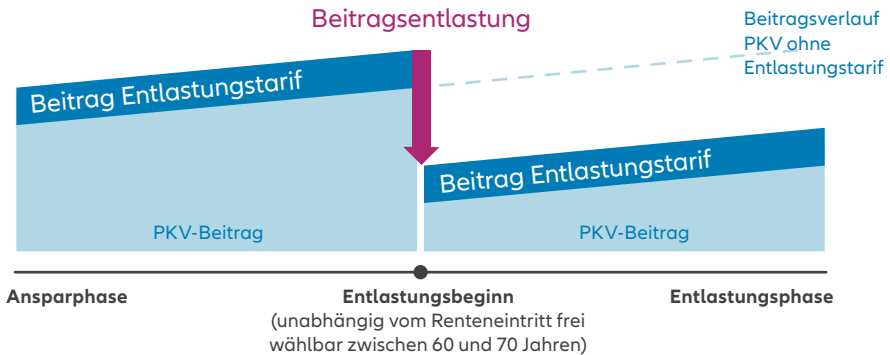 Beitragsentlastung
Beitragsverlauf
PKV ohne
Entlastungstarif
Beitrag Entlastungstarif
Beitrag Entlastungstarif
PKV-Beitrag
PKV-Beitrag
Ansparphase
Entlastungsbeginn
(unabhängig vom Renteneintritt frei
wählbar zwischen 60 und 70 Jahren)
Entlastungsphase